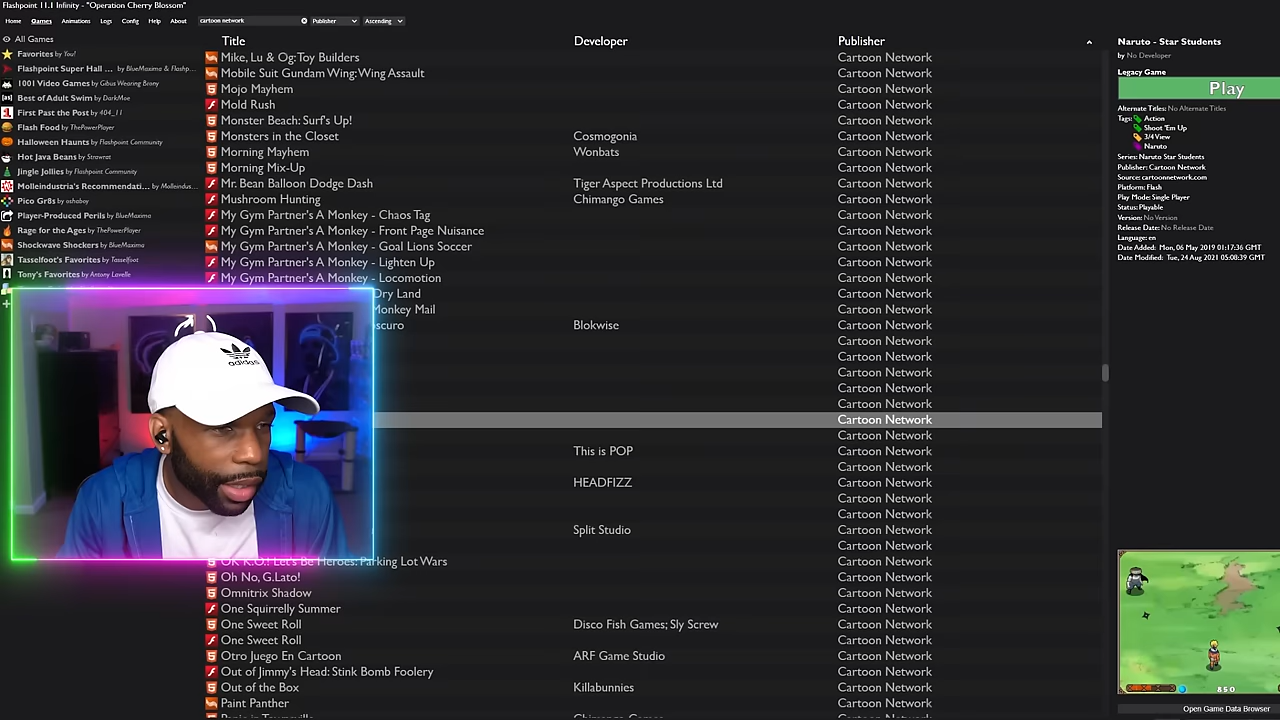 Flashpoint 11.1 Infinity - "Operation Cherry Blossom"
Home Games Animations Logs Config Help About cartoon network Publisher Ascending
All Games
Favorites by You!
Flashpoint Super Hall ... by BlueMaxima & Flashp...
1001 Video Games by Gibus Wearing Brony
Best of Adult Swim by DarkMoe
First Past the Post by 404_11
Flash Food by ThePowerPlayer
Halloween Haunts by Flashpoint Community
Hot Java Beans by Strawrat
Jingle Jollies by Flashpoint Community
Molleindustria's Recommendati... by Molleindus...
Pico Gr8s by oshaboy
Player-Produced Perils by BlueMaxima
Rage for the Ages by ThePowerPlayer
Shockwave Shockers by BlueMaxima
Tasselfoot's Favorites by Tasselfoot
Tony's Favorites by Antony Lavelle
Title Developer Publisher
Mike, Lu & Og: Toy Builders Cartoon Network
Mobile Suit Gundam Wing: Wing Assault Cartoon Network
Mojo Mayhem Cartoon Network
Mold Rush Cartoon Network
Monster Beach: Surf's Up! Cartoon Network
Monsters in the Closet Cosmogonia Cartoon Network
Morning Mayhem Wonbats Cartoon Network
Morning Mix-Up Cartoon Network
Mr. Bean Balloon Dodge Dash Tiger Aspect Productions Ltd Cartoon Network
Mushroom Hunting Chimango Games Cartoon Network
My Gym Partner's A Monkey - Chaos Tag Cartoon Network
My Gym Partner's A Monkey - Front Page Nuisance Cartoon Network
My Gym Partner's A Monkey - Goal Lions Soccer Cartoon Network
My Gym Partner's A Monkey - Lighten Up Cartoon Network
My Gym Partner's A Monkey - Locomotion Cartoon Network
Dry Land Cartoon Network
Monkey Mail Cartoon Network
oscuro Blokwise Cartoon Network
Cartoon Network
Cartoon Network
Cartoon Network
Cartoon Network
Cartoon Network
Cartoon Network
Cartoon Network
This is POP Cartoon Network
Cartoon Network
HEADFIZZ Cartoon Network
Cartoon Network
Cartoon Network
Split Studio Cartoon Network
Cartoon Network
OK K.O.! Let's Be Heroes: Parking Lot Wars Cartoon Network
Oh No, G.Lato! Cartoon Network
Omnitrix Shadow Cartoon Network
One Squirrelly Summer Cartoon Network
One Sweet Roll Disco Fish Games; Sly Screw Cartoon Network
One Sweet Roll Cartoon Network
Otro Juego En Cartoon ARF Game Studio Cartoon Network
Out of Jimmy's Head: Stink Bomb Foolery Cartoon Network
Out of the Box Killabunnies Cartoon Network
Paint Panther Cartoon Network
Naruto - Star Students
by No Developer
Legacy Game
Play
Alternate Titles: No Alternate Titles
Tags: Action
Shoot 'Em Up
3/4 View
Naruto
Series: Naruto Star Students
Publisher: Cartoon Network
Source: cartoonnetwork.com
Platform: Flash
Play Mode: Single Player
Status: Playable
Version: No Version
Release Date: No Release Date
Language: en
Date Added: Mon, 06 May 2019 01:17:36 GMT
Date Modified: Tue, 24 Aug 2021 05:08:39 GMT
adidas
850
Open Game Data Browser